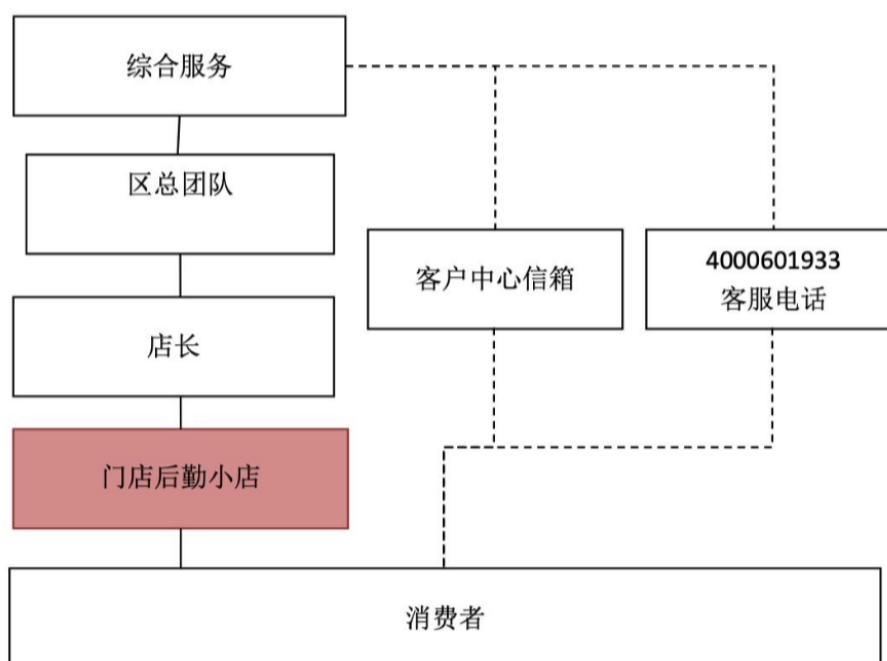 综合服务
区总团队
客户中心信箱
4000601933
客服电话
店长
门店后勤小店
消费者